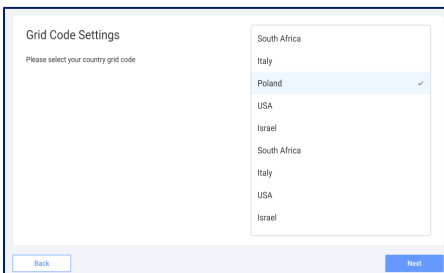 Grid Code Settings
Please select your country grid code
South Africa
Italy
Poland
USA
Israel
South Africa
Italy
USA
Israel
Back
Next